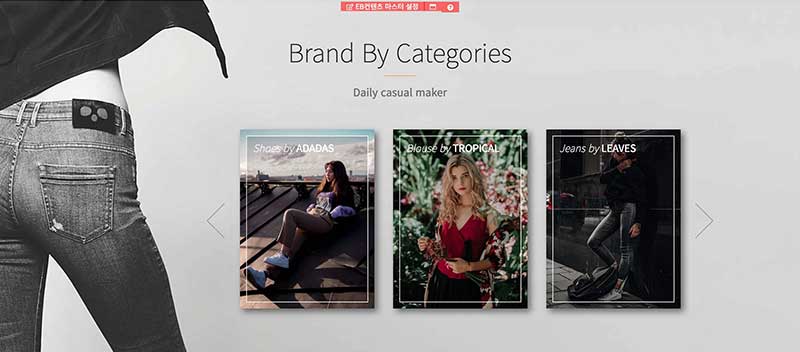 EB컨텐츠 마스터 설정
Brand By Categories
Daily casual maker
Shoes by ADADAS
Blouse by TROPICAL
Jeans by LEAVES